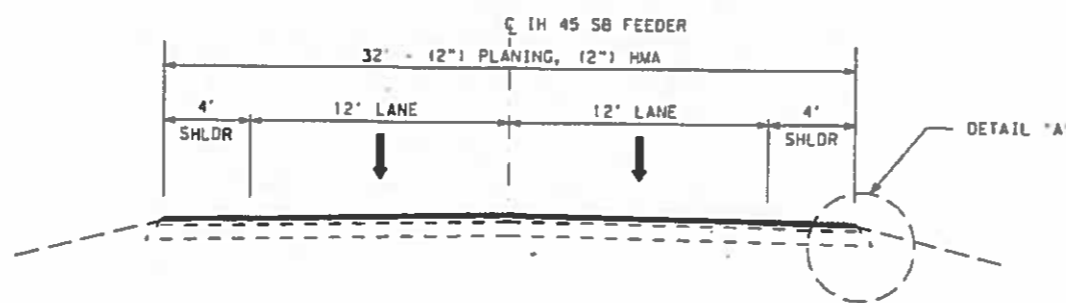 ℄ IH 45 SB FEEDER
32' - (2") PLANING, (2") HMA
4' 12' LANE 12' LANE 4'
SHLDR SHLDR
DETAIL "A"